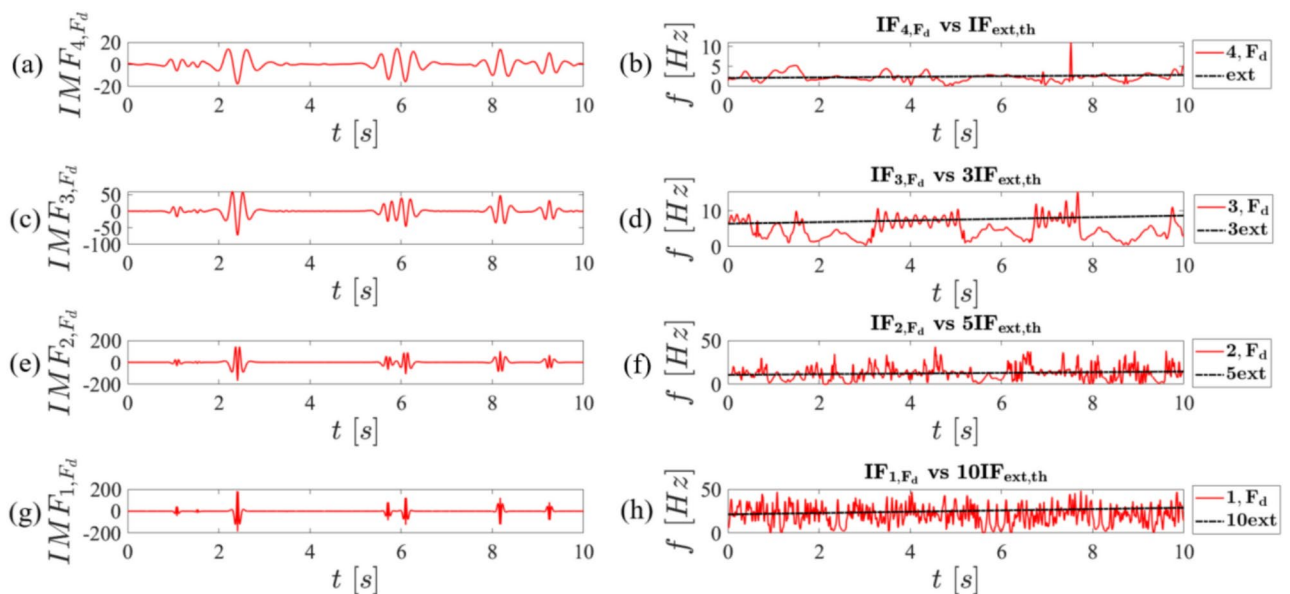 (a)
IMF4,Fd
20
0
-20
0 2 4 6 8 10
t [s]
(b)
IF4,Fd vs IFext,th
f [Hz]
10
5
0
0 2 4 6 8 10
t [s]
4, Fd
ext
(c)
IMF3,Fd
50
0
-50
-100
0 2 4 6 8 10
t [s]
(d)
IF3,Fd vs 3IFext,th
f [Hz]
10
0
0 2 4 6 8 10
t [s]
3, Fd
3ext
(e)
IMF2,Fd
200
0
-200
0 2 4 6 8 10
t [s]
(f)
IF2,Fd vs 5IFext,th
f [Hz]
50
0
0 2 4 6 8 10
t [s]
2, Fd
5ext
(g)
IMF1,Fd
200
0
-200
0 2 4 6 8 10
t [s]
(h)
IF1,Fd vs 10IFext,th
f [Hz]
50
0
0 2 4 6 8 10
t [s]
1, Fd
10ext